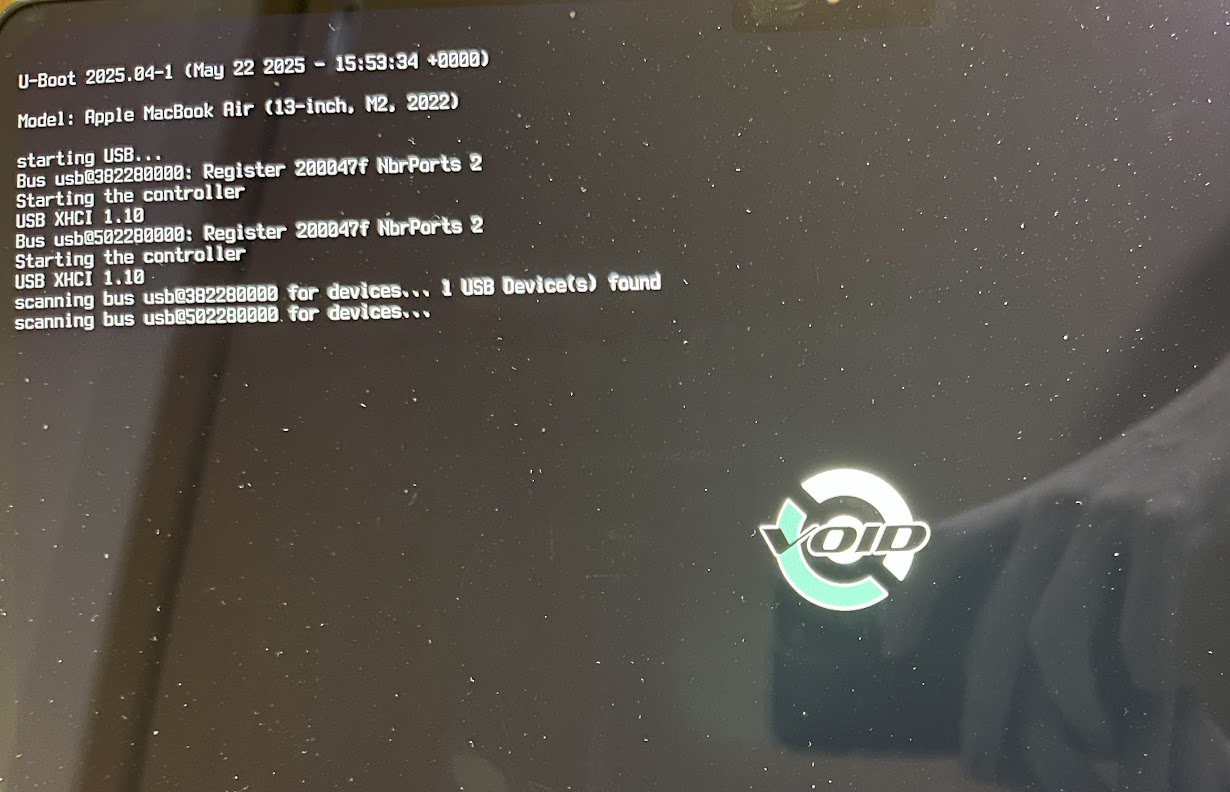 U-Boot 2025.04-1 (May 22 2025 - 15:53:34 +0000)
Model: Apple MacBook Air (13-inch, M2, 2022)
starting USB...
Bus usb@382280000: Register 200047f NbrPorts 2
Starting the controller
USB XHCI 1.10
Bus usb@502280000: Register 200047f NbrPorts 2
Starting the controller
USB XHCI 1.10
scanning bus usb@382280000 for devices... 1 USB Device(s) found
scanning bus usb@502280000 for devices...
VOID